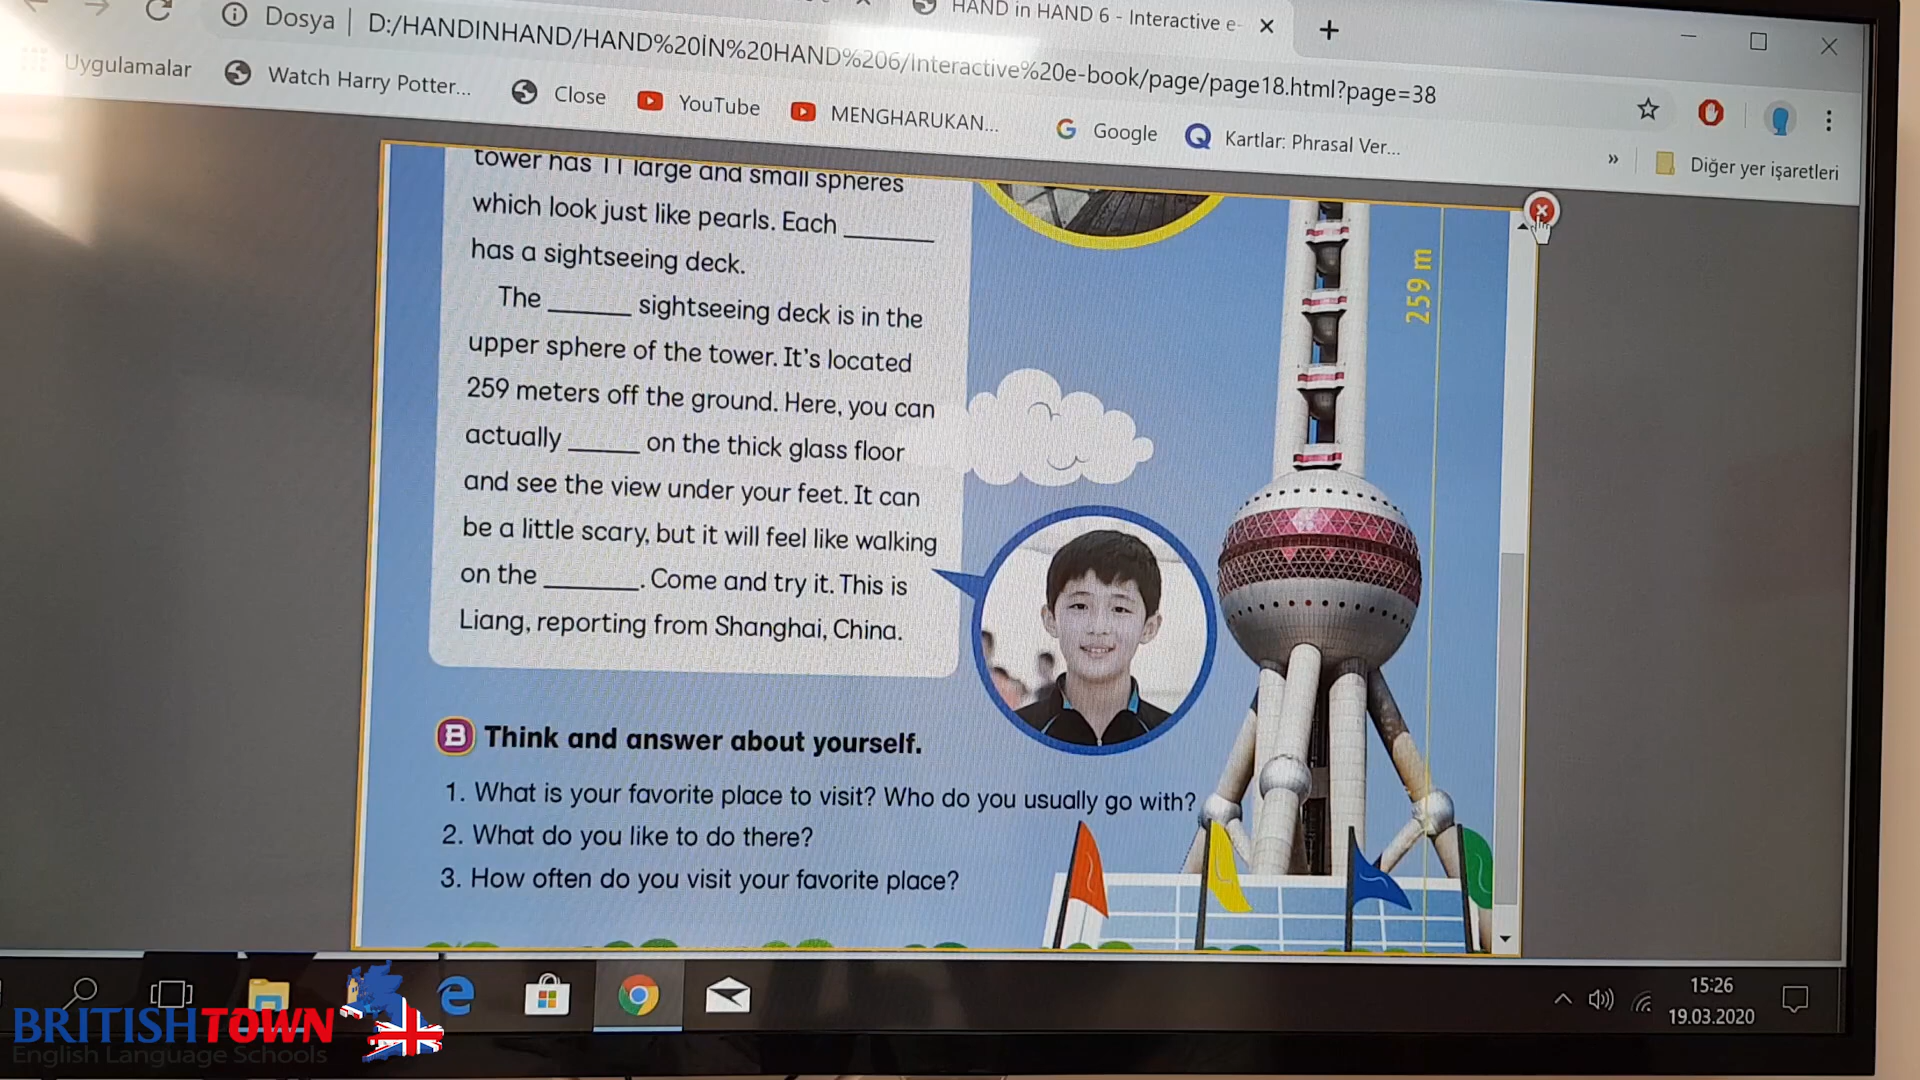 HAND in HAND 6 - Interactive e-
Dosya | D:/HANDINHAND/HAND%20İN%20HAND%206/Interactive%20e-book/page/page18.html?page=38
Uygulamalar Watch Harry Potter... Close YouTube MENGHARUKAN... Google Kartlar: Phrasal Ver... » Diğer yer işaretleri
tower has 11 large and small spheres
which look just like pearls. Each ______
has a sightseeing deck.
The ______ sightseeing deck is in the
upper sphere of the tower. It's located
259 meters off the ground. Here, you can
actually ______ on the thick glass floor
and see the view under your feet. It can
be a little scary, but it will feel like walking
on the ______. Come and try it. This is
Liang, reporting from Shanghai, China.
259 m
B Think and answer about yourself.
1. What is your favorite place to visit? Who do you usually go with?
2. What do you like to do there?
3. How often do you visit your favorite place?
15:26
19.03.2020
BRITISHTOWN
English Language Schools